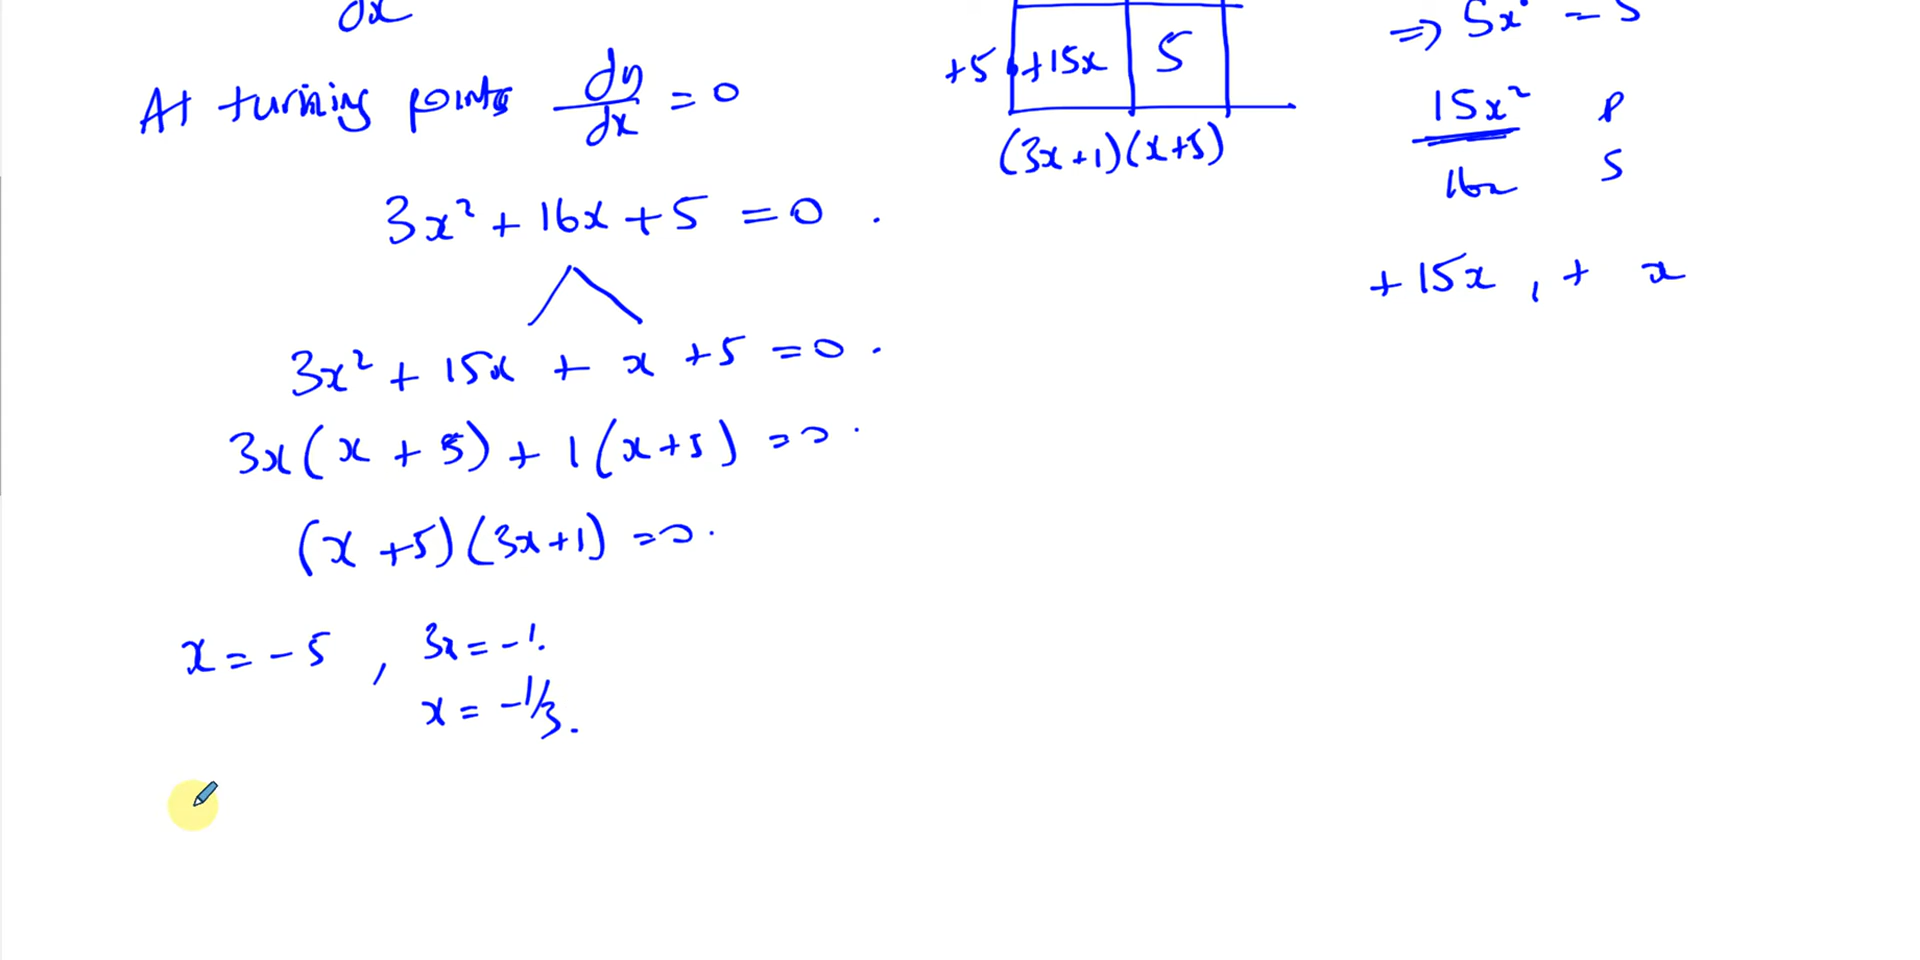 dx
At turning points dy/dx = 0
3x² + 16x + 5 = 0 .
3x² + 15x + x + 5 = 0 .
3x(x + 5) + 1(x+5) = 0 .
(x +5)(3x+1) = 0 .
x = -5 , 3x = -1.
x = -1/3 .
+5 +15x 5
(3x+1)(x+5)
15x² P
16x S
+15x , + x